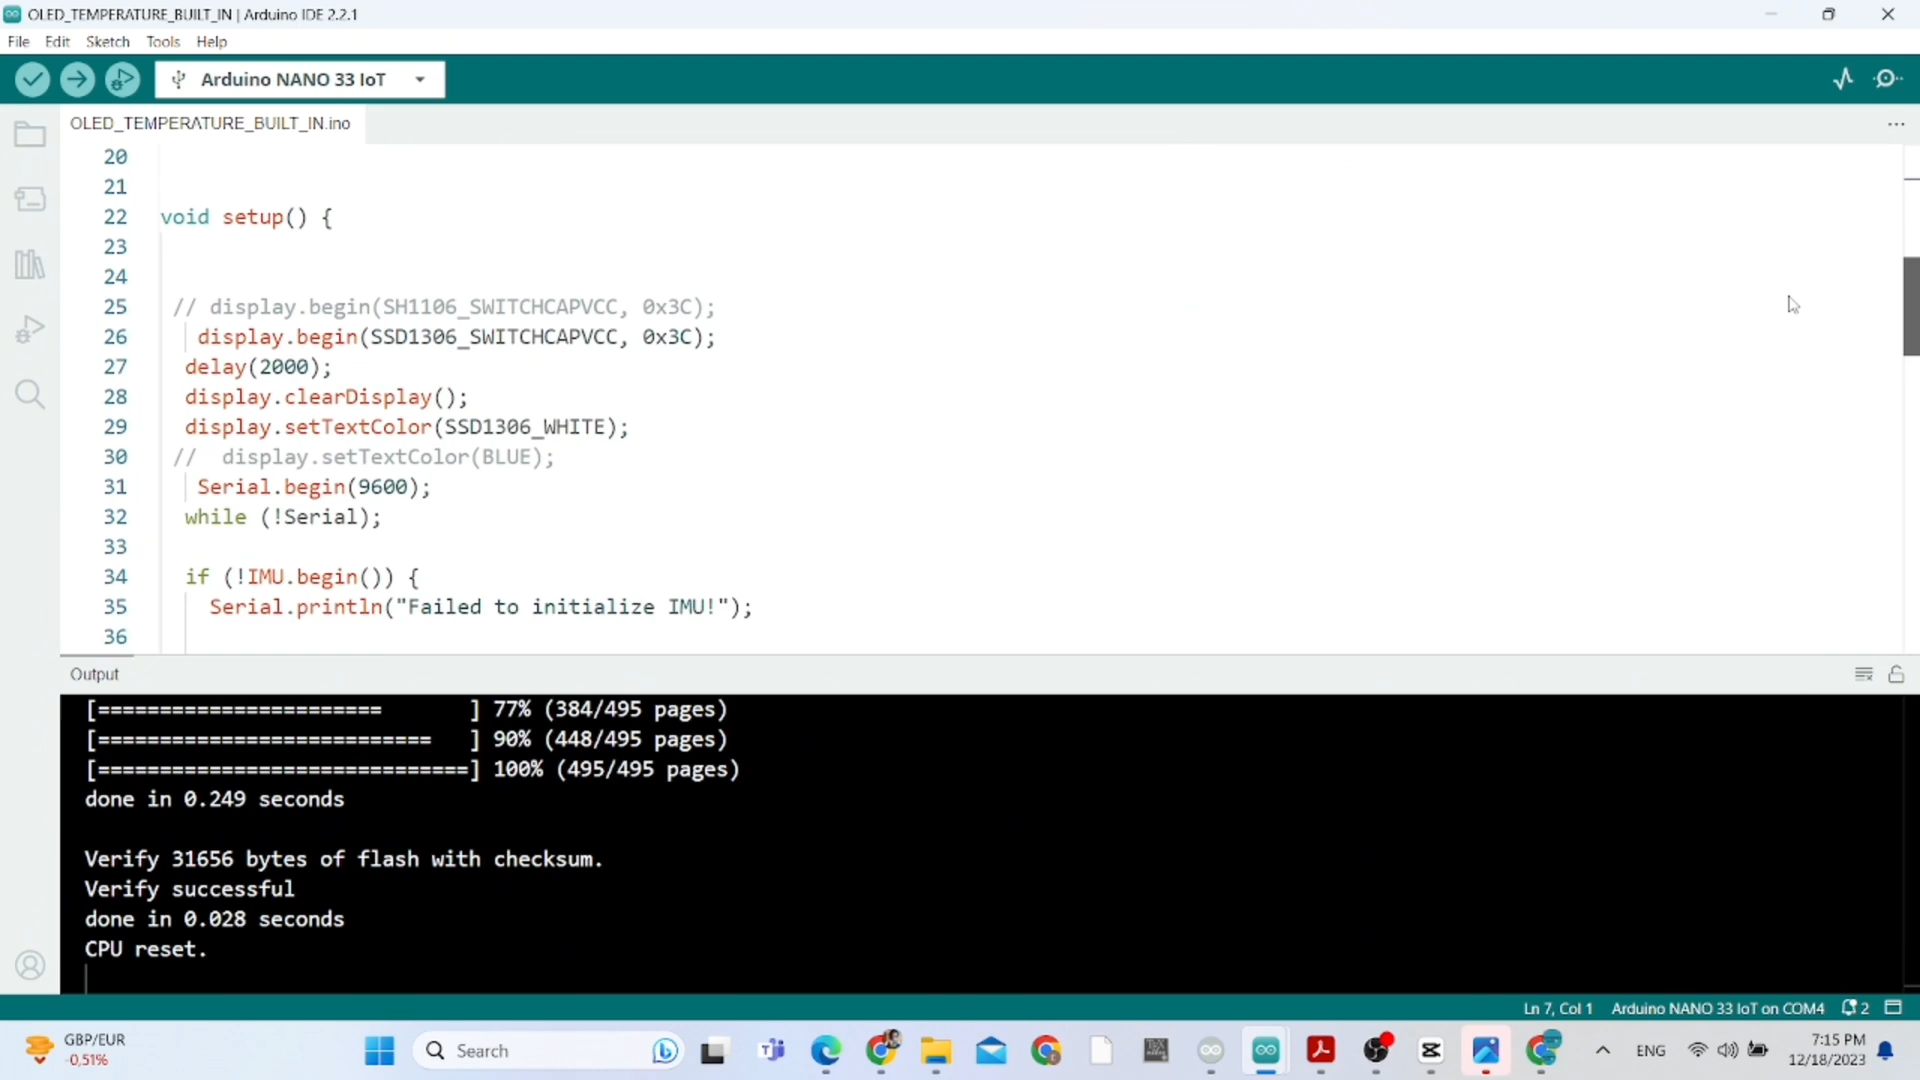 OLED_TEMPERATURE_BUILT_IN | Arduino IDE 2.2.1
File Edit Sketch Tools Help
Arduino NANO 33 IoT
OLED_TEMPERATURE_BUILT_IN.ino
20
21
22 void setup() {
23
24
25 // display.begin(SH1106_SWITCHCAPVCC, 0x3C);
26 display.begin(SSD1306_SWITCHCAPVCC, 0x3C);
27 delay(2000);
28 display.clearDisplay();
29 display.setTextColor(SSD1306_WHITE);
30 // display.setTextColor(BLUE);
31 Serial.begin(9600);
32 while (!Serial);
33
34 if (!IMU.begin()) {
35 Serial.println("Failed to initialize IMU!");
36
Output
[======================= ] 77% (384/495 pages)
[=========================== ] 90% (448/495 pages)
[==============================] 100% (495/495 pages)
done in 0.249 seconds
Verify 31656 bytes of flash with checksum.
Verify successful
done in 0.028 seconds
CPU reset.
Ln 7, Col 1 Arduino NANO 33 IoT on COM4 2
GBP/EUR
-0,51%
Search
ENG
7:15 PM
12/18/2023